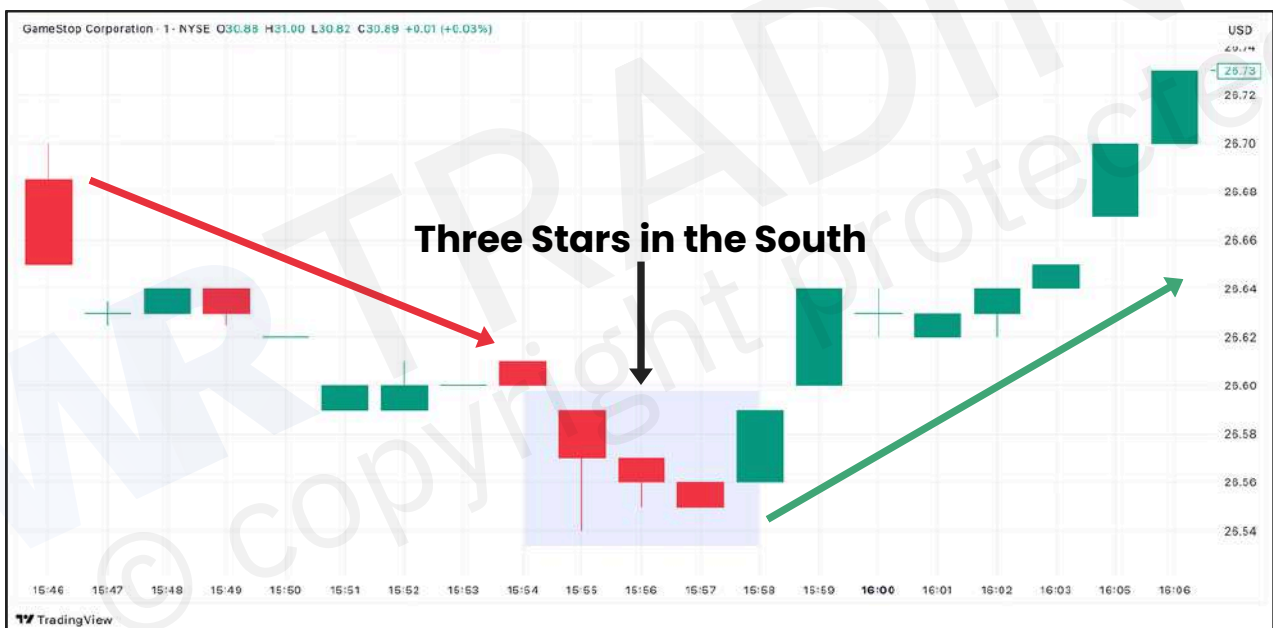 GameStop Corporation · 1 · NYSE O30.88 H31.00 L30.82 C30.89 +0.01 (+0.03%)
USD
26.74
26.73
26.72
26.70
26.68
26.66
26.64
26.62
26.60
26.58
26.56
26.54
Three Stars in the South
WR TRADIN
© copyright protected
15:46 15:47 15:48 15:49 15:50 15:51 15:52 15:53 15:54 15:55 15:56 15:57 15:58 15:59 16:00 16:01 16:02 16:03 16:05 16:06
TradingView